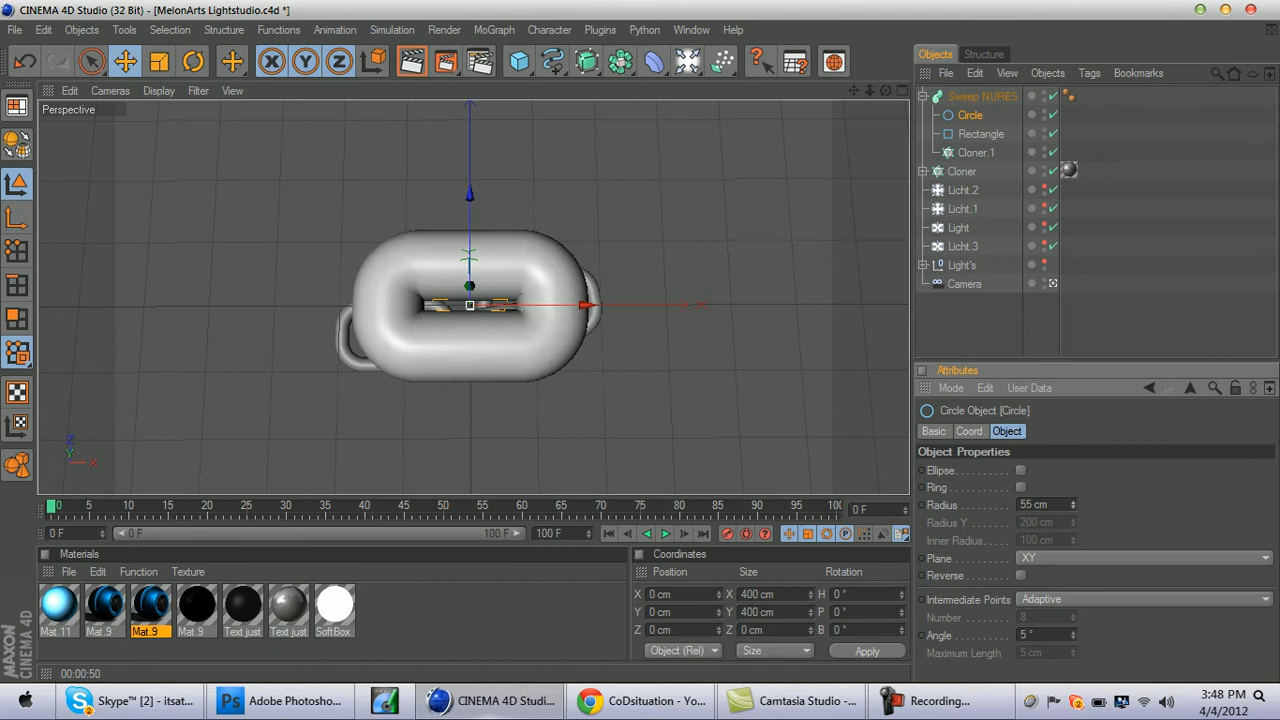 CINEMA 4D Studio (32 Bit) - [MelonArts Lightstudio.c4d *]
File Edit Objects Tools Selection Structure Functions Animation Simulation Render MoGraph Character Plugins Python Window Help
Objects Structure
File Edit View Objects Tags Bookmarks
Edit Cameras Display Filter View
Perspective
Sweep NURBS
Circle
Rectangle
Cloner.1
Cloner
Licht.2
Licht.1
Light
Licht.3
Light's
Camera
Attributes
Mode Edit User Data
Circle Object [Circle]
Basic Coord. Object
Object Properties
Ellipse
Ring
Radius 55 cm
Radius Y 200 cm
Inner Radius 100 cm
Plane XY
Reverse
Intermediate Points Adaptive
Number 8
Angle 5 °
Maximum Length 5 cm
X Y Z
Z
Y
X
0 5 10 15 20 25 30 35 40 45 50 55 60 65 70 75 80 85 90 95 100 0 F
0 F 0 F 100 F 100 F
Materials
File Edit Function Texture
Mat.11 Mat.9 Mat.9 Mat.9 Text just Text just SoftBox
Coordinates
Position Size Rotation
X 0 cm X 400 cm H 0 °
Y 0 cm Y 400 cm P 0 °
Z 0 cm Z 0 cm B 0 °
Object (Rel) Size Apply
MAXON
CINEMA 4D
00:00:50
Skype™ [2] - itsat... Adobe Photoshop... CINEMA 4D Studi... CoDsituation - Yo... Camtasia Studio - ... Recording...
3:48 PM
4/4/2012